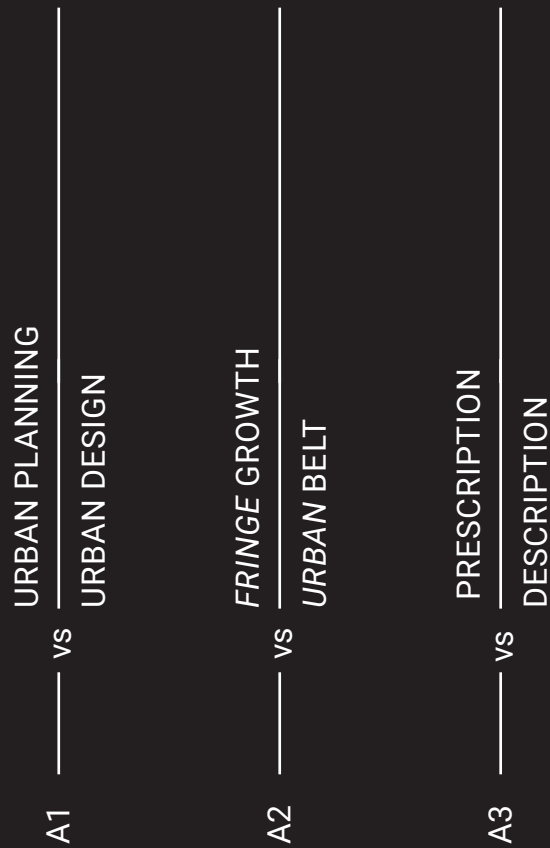 A1
vs
URBAN PLANNING
URBAN DESIGN
A2
vs
FRINGE GROWTH
URBAN BELT
A3
vs
PRESCRIPTION
DESCRIPTION